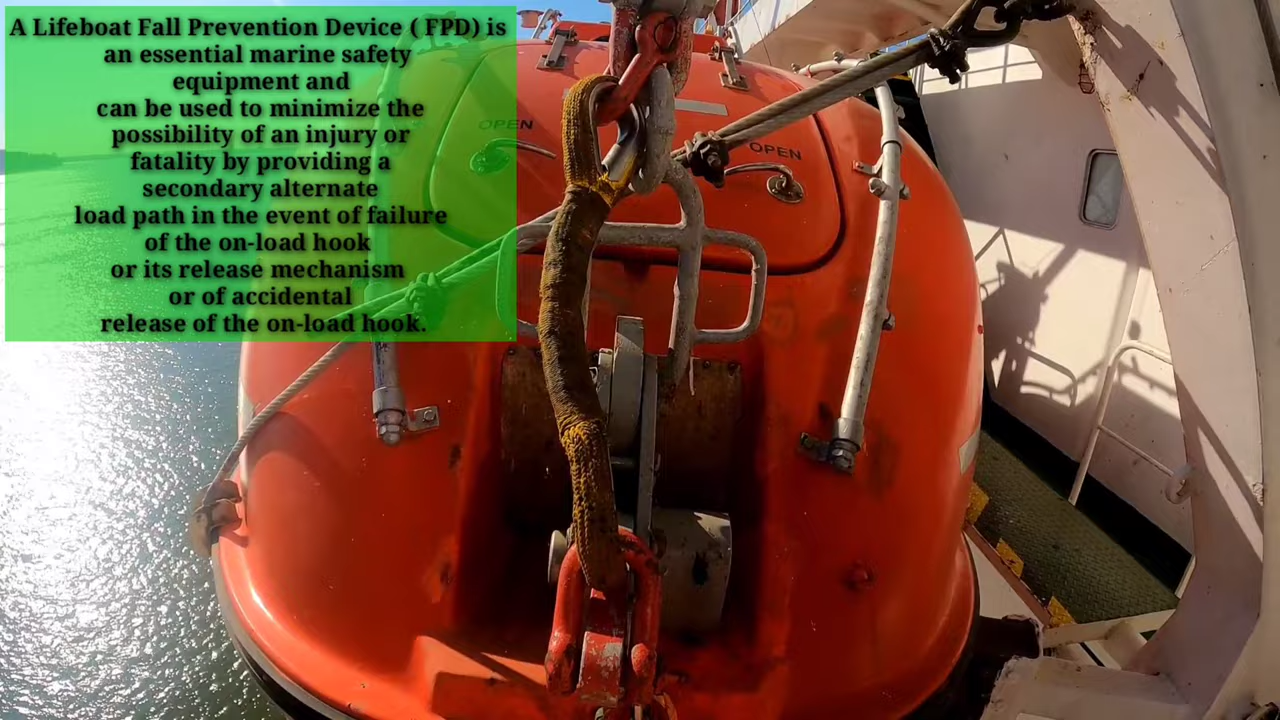 A Lifeboat Fall Prevention Device ( FPD) is
an essential marine safety
equipment and
can be used to minimize the
possibility of an injury or
fatality by providing a
secondary alternate
load path in the event of failure
of the on-load hook
or its release mechanism
or of accidental
release of the on-load hook.
OPEN
OPEN